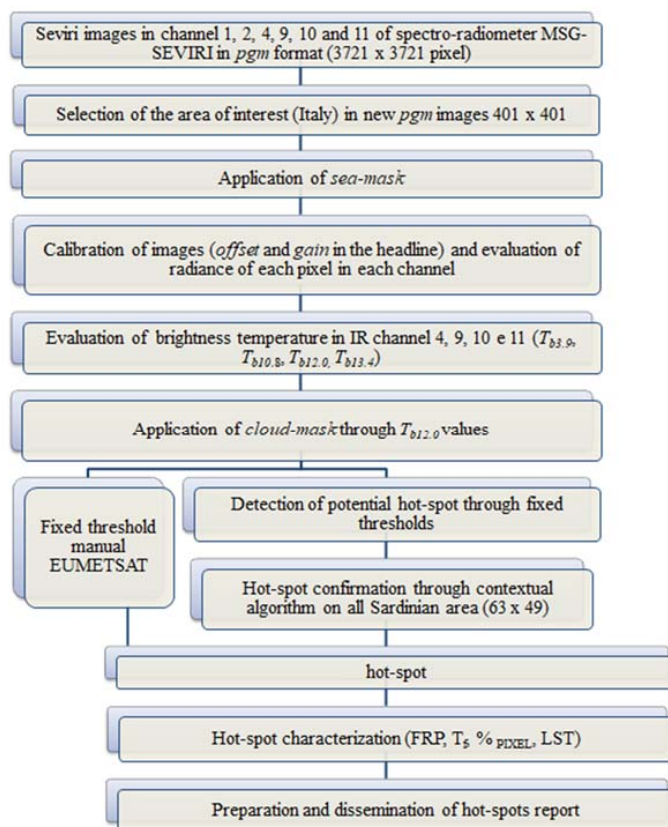 Seviri images in channel 1, 2, 4, 9, 10 and 11 of spectro-radiometer MSG-
SEVIRI in pgm format (3721 x 3721 pixel)
Selection of the area of interest (Italy) in new pgm images 401 x 401
Application of sea-mask
Calibration of images (offset and gain in the headline) and evaluation of
radiance of each pixel in each channel
Evaluation of brightness temperature in IR channel 4, 9, 10 e 11 (Tb3.9,
Tb10.8, Tb12.0, Tb13.4)
Application of cloud-mask through Tb12.0 values
Fixed threshold
manual
EUMETSAT
Detection of potential hot-spot through fixed
thresholds
Hot-spot confirmation through contextual
algorithm on all Sardinian area (63 x 49)
hot-spot
Hot-spot characterization (FRP, Tf, % PIXEL, LST)
Preparation and dissemination of hot-spots report